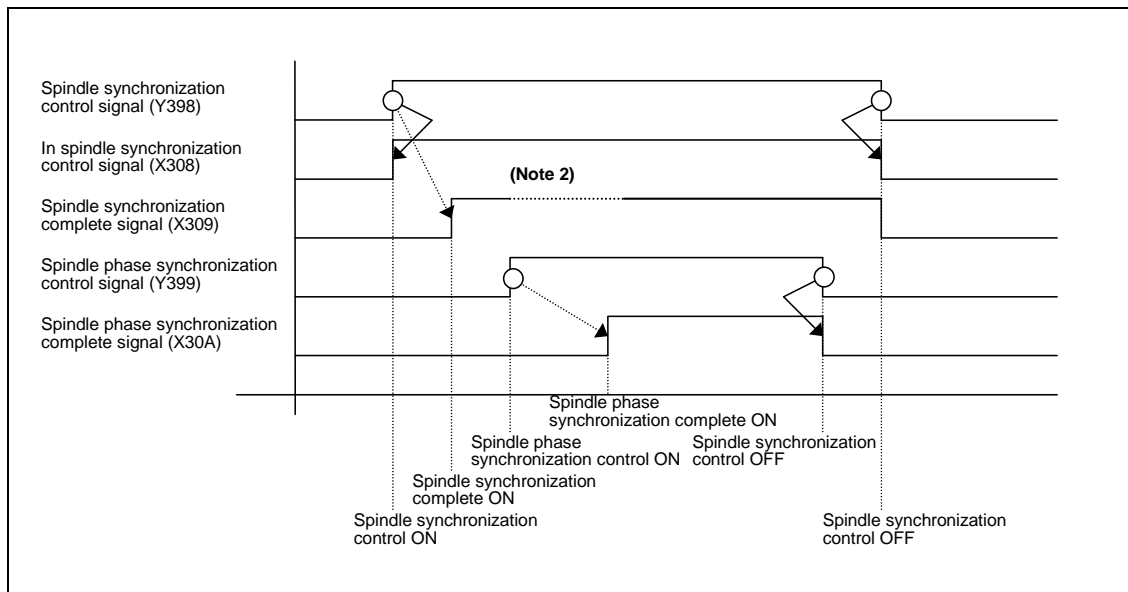 Spindle synchronization
control signal (Y398)
In spindle synchronization
control signal (X308)
(Note 2)
Spindle synchronization
complete signal (X309)
Spindle phase synchronization
control signal (Y399)
Spindle phase synchronization
complete signal (X30A)
Spindle phase
synchronization complete ON
Spindle phase
synchronization control ON
Spindle synchronization
control OFF
Spindle synchronization
complete ON
Spindle synchronization
control ON
Spindle synchronization
control OFF